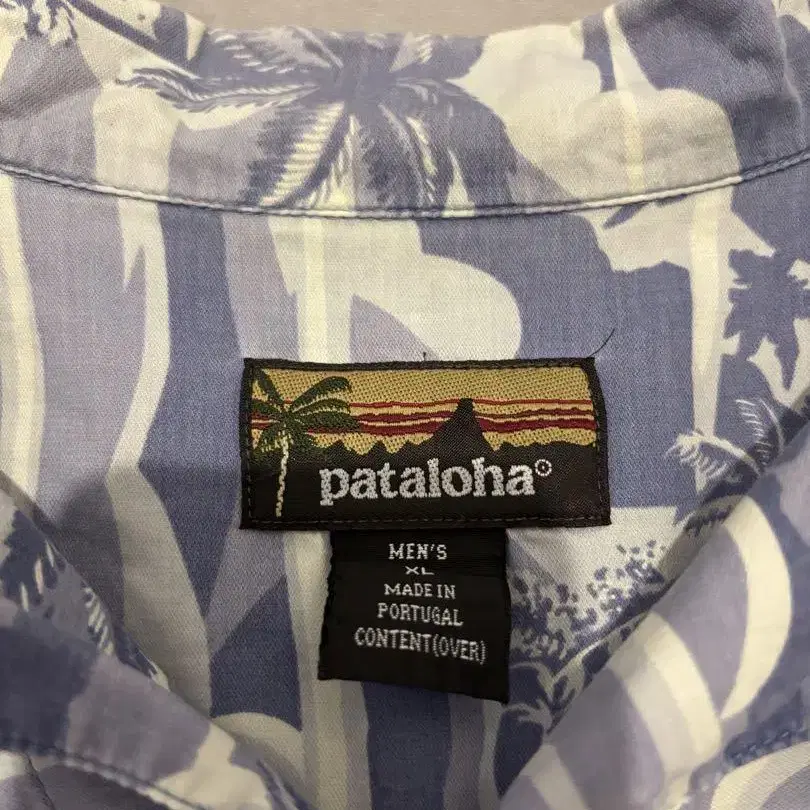 pataloha®
MEN'S
XL
MADE IN
PORTUGAL
CONTENT(OVER)